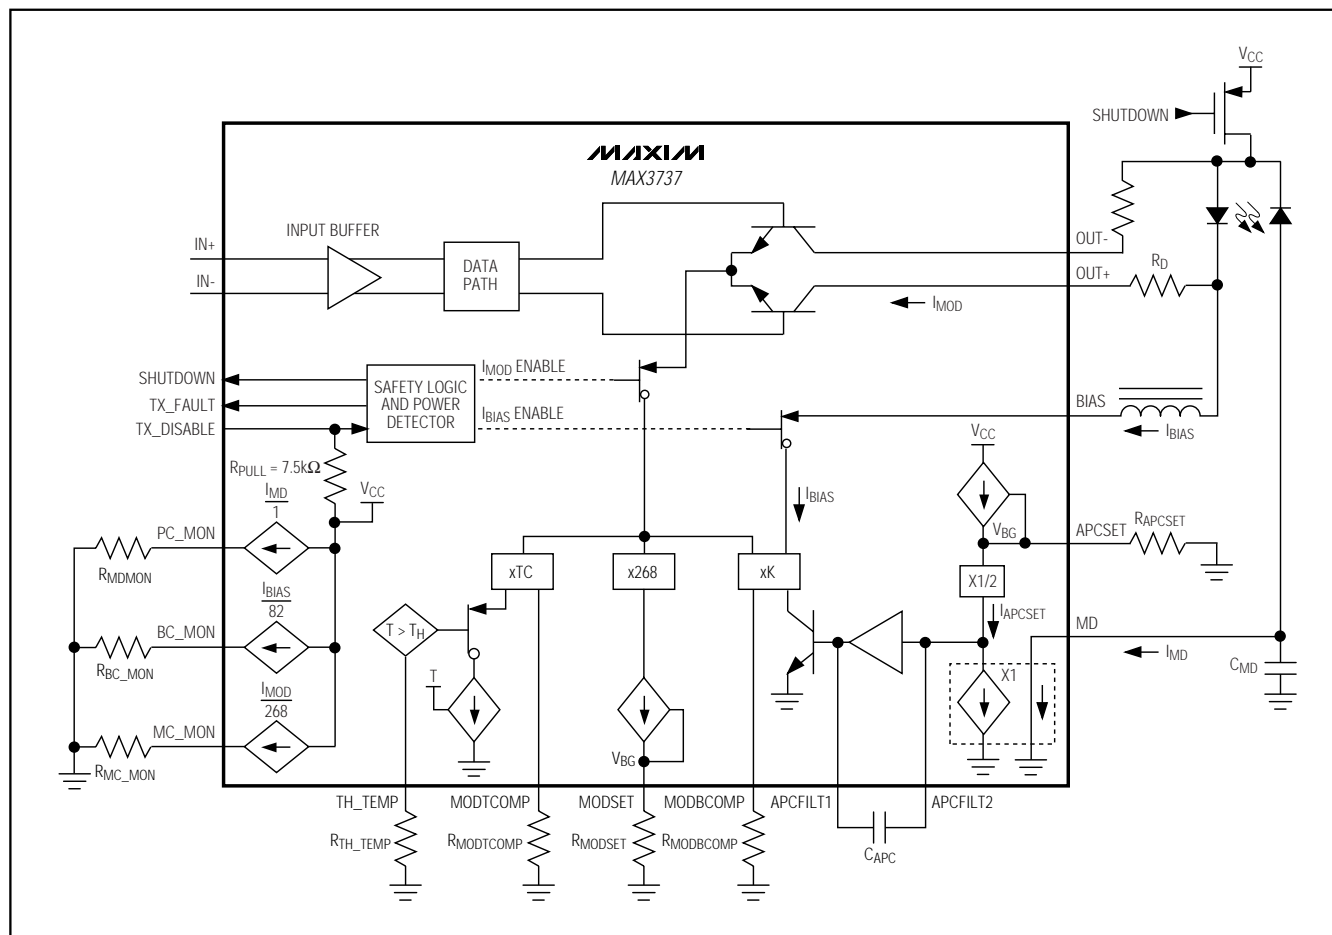 VCC
SHUTDOWN
MAXIM
MAX3737
INPUT BUFFER
IN+
IN-
DATA
PATH
OUT-
OUT+
RD
IMOD
SHUTDOWN
TX_FAULT
TX_DISABLE
SAFETY LOGIC
AND POWER
DETECTOR
IMOD ENABLE
IBIAS ENABLE
BIAS
IBIAS
RPULL = 7.5kΩ
VCC
VCC
IBIAS
IMD
1
PC_MON
RMDMON
VBG
APCSET
RAPCSET
xTC
x268
xK
X1/2
IAPCSET
IBIAS
82
BC_MON
RBC_MON
T > TH
MD
IMD
CMD
T
X1
IMOD
268
MC_MON
RMC_MON
VBG
TH_TEMP
MODTCOMP
MODSET
MODBCOMP
APCFILT1
APCFILT2
RTH_TEMP
RMODTCOMP
RMODSET
RMODBCOMP
CAPC